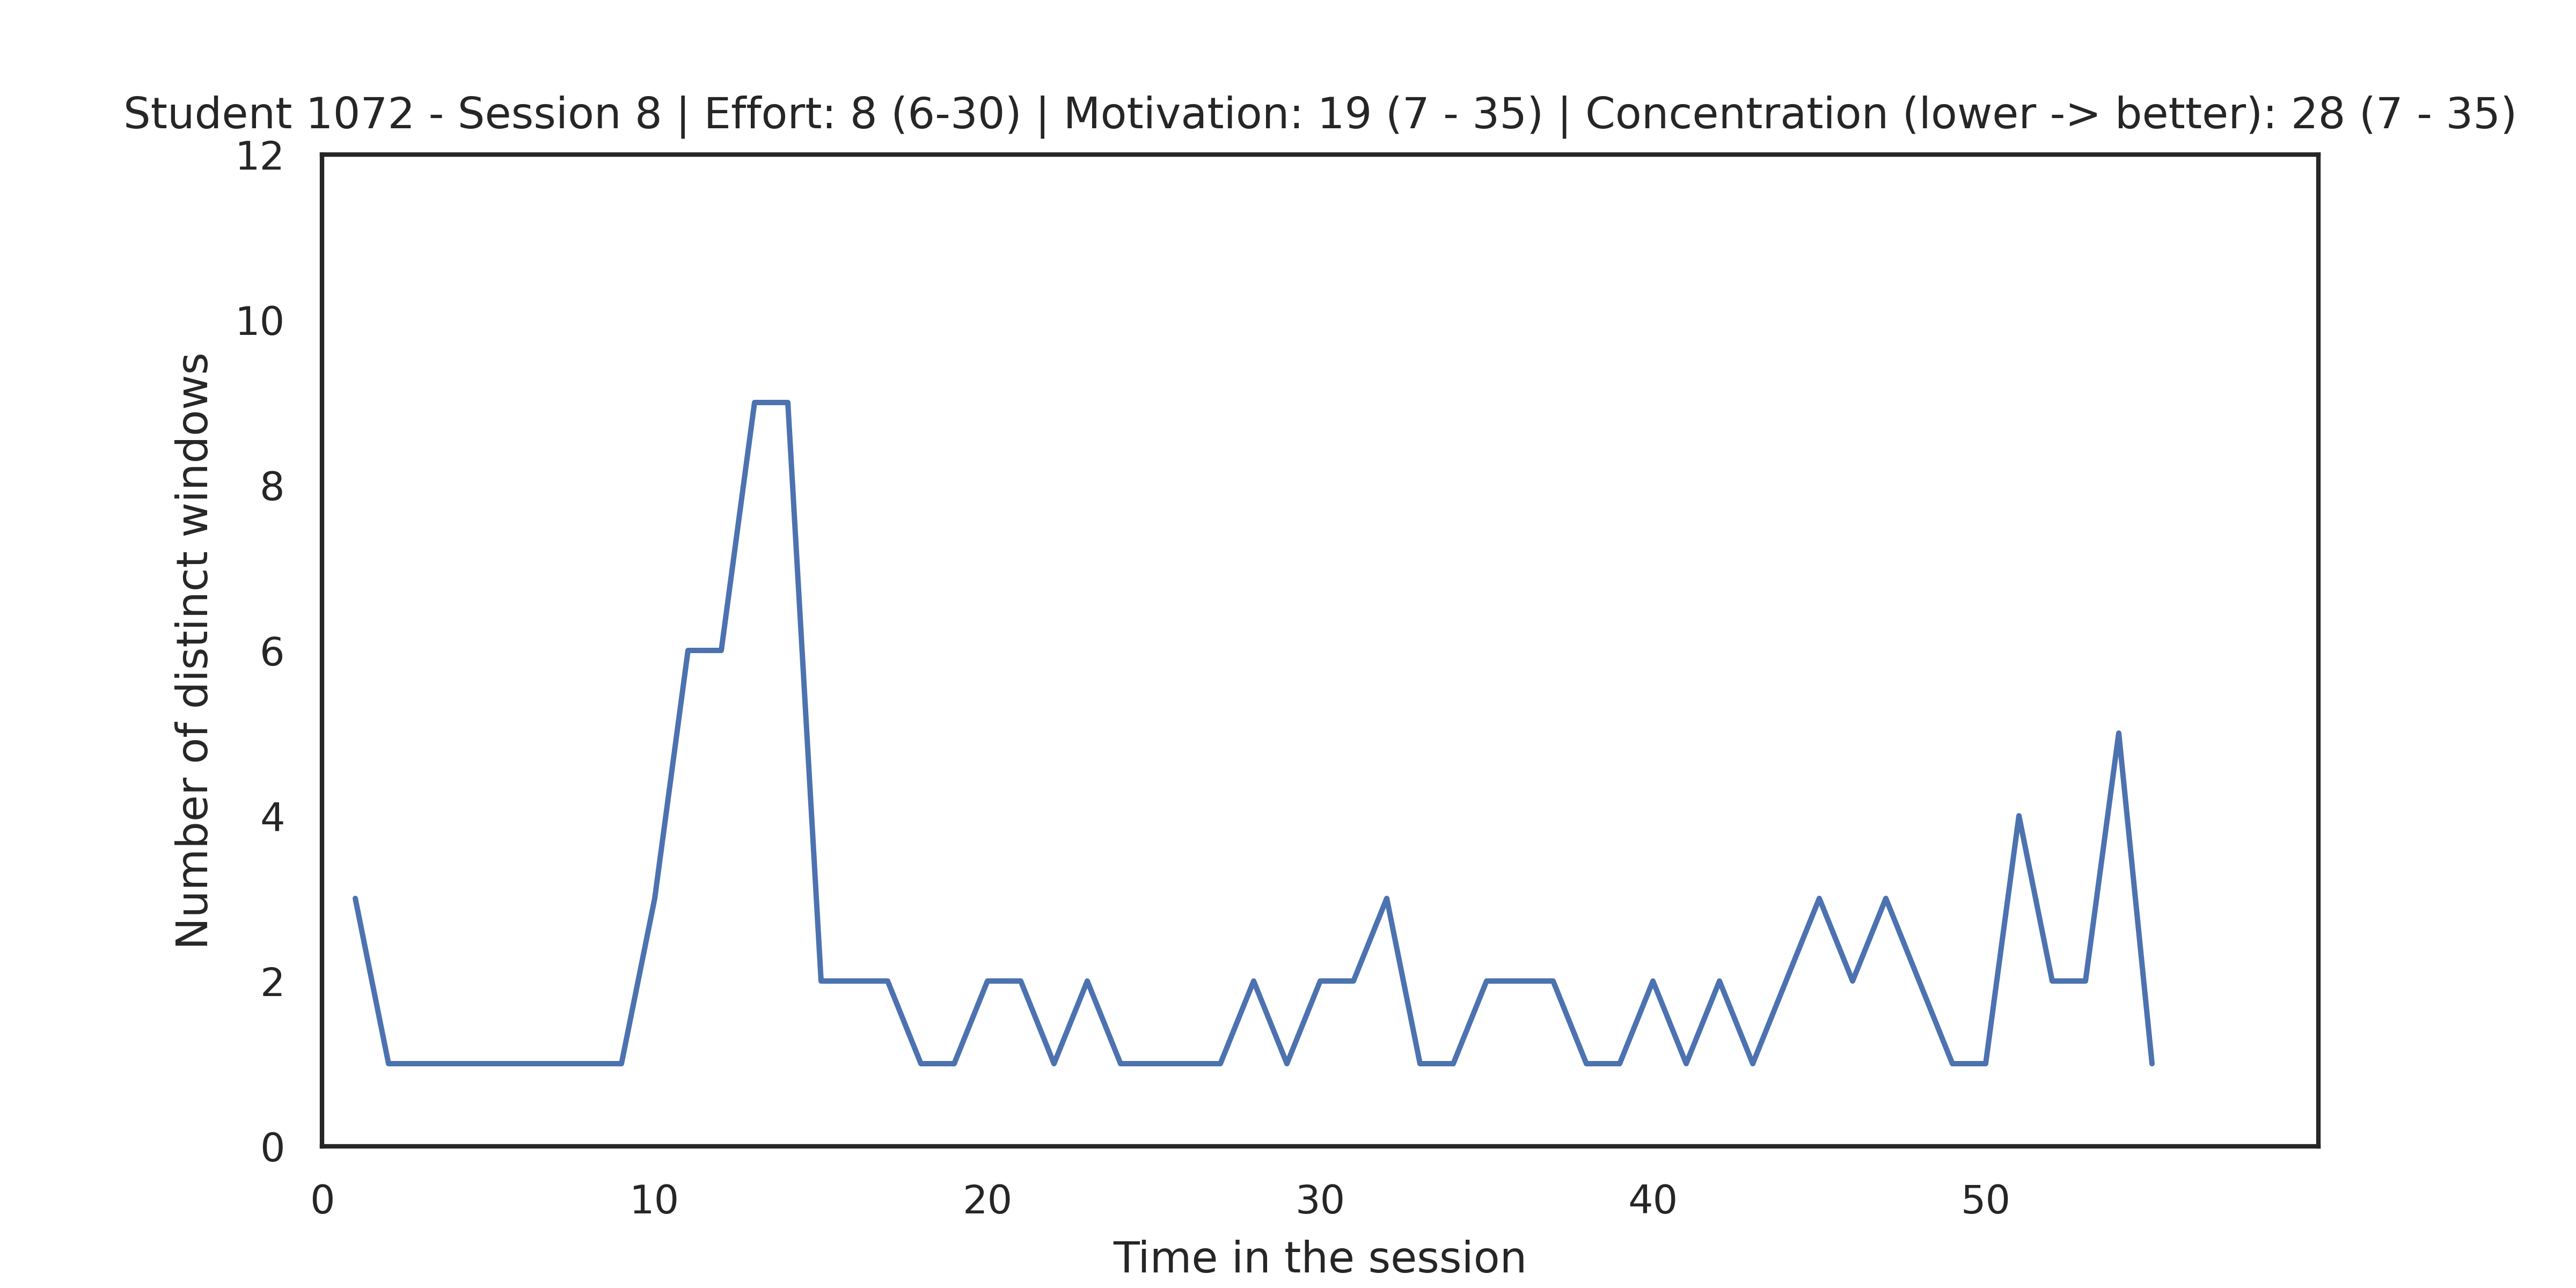 Student 1072 - Session 8 | Effort: 8 (6-30) | Motivation: 19 (7 - 35) | Concentration (lower -> better): 28 (7 - 35)
12
10
8
6
4
2
0
Number of distinct windows
0 10 20 30 40 50
Time in the session